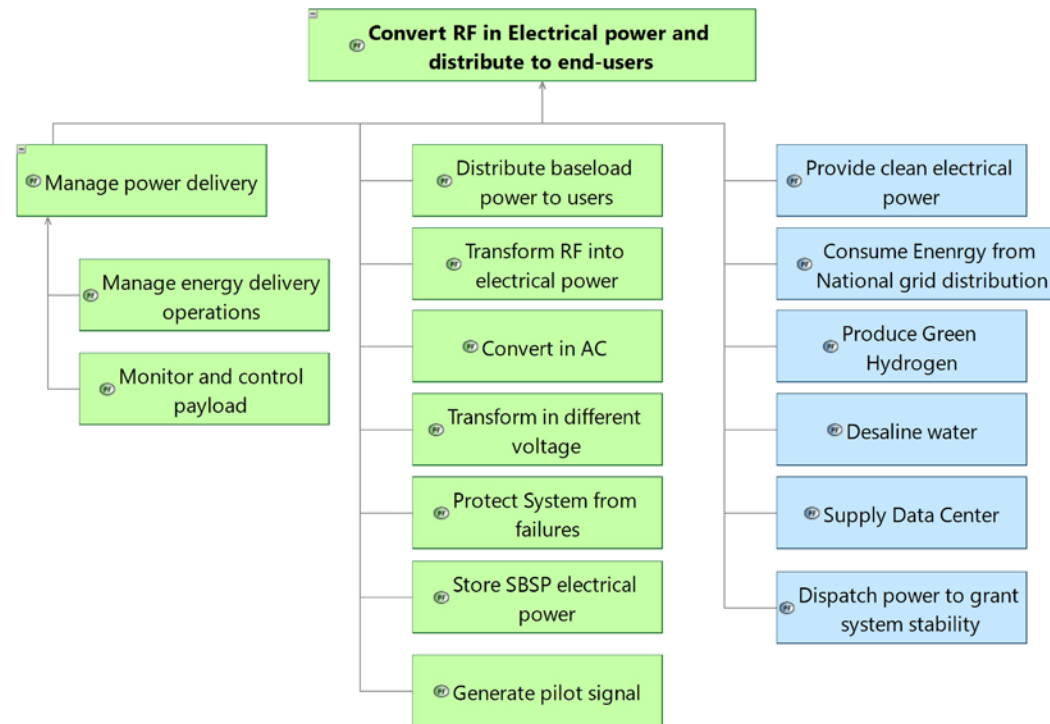 Convert RF in Electrical power and
distribute to end-users
Manage power delivery
Manage energy delivery
operations
Monitor and control
payload
Distribute baseload
power to users
Transform RF into
electrical power
Convert in AC
Transform in different
voltage
Protect System from
failures
Store SBSP electrical
power
Generate pilot signal
Provide clean electrical
power
Consume Enenrgy from
National grid distribution
Produce Green
Hydrogen
Desaline water
Supply Data Center
Dispatch power to grant
system stability